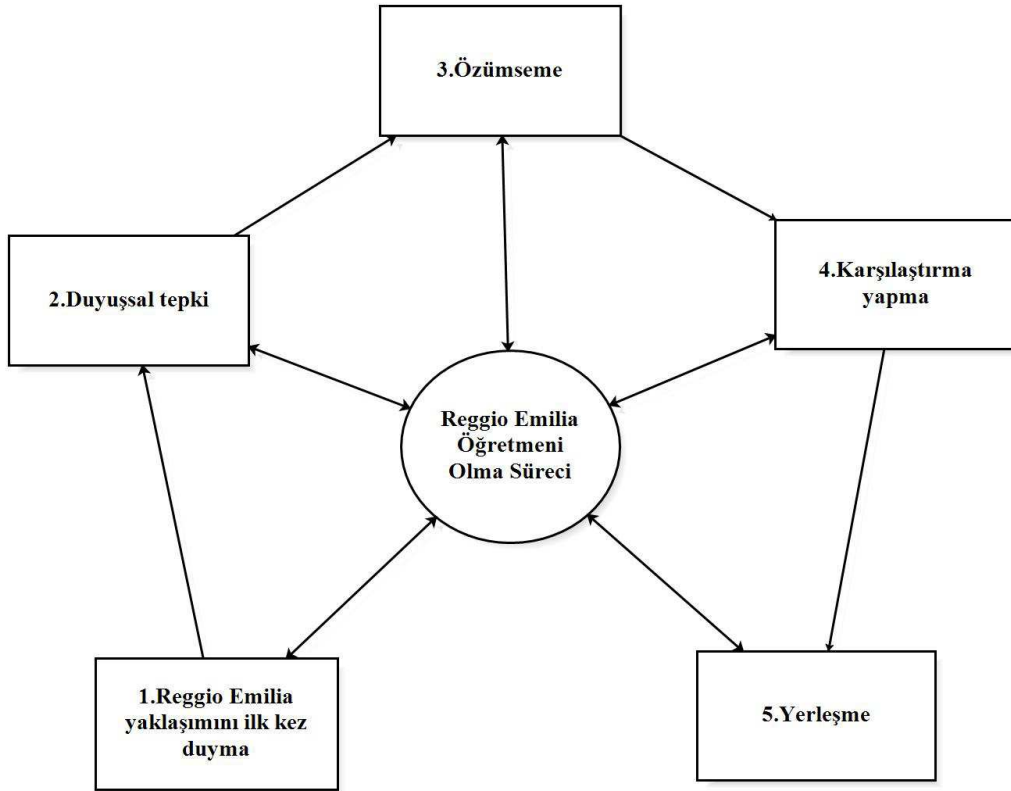 3.Özümseme
2.Duyuşsal tepki
4.Karşılaştırma
yapma
Reggio Emilia
Öğretmeni
Olma Süreci
1.Reggio Emilia
yaklaşımını ilk kez
duyma
5.Yerleşme